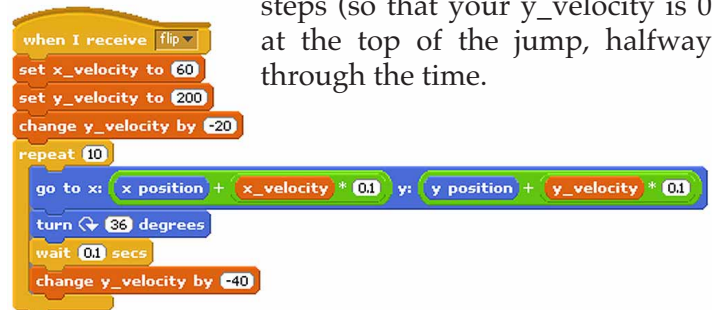 steps (so that your y_velocity is 0
at the top of the jump, halfway
through the time.
when I receive flip
set x_velocity to 60
set y_velocity to 200
change y_velocity by -20
repeat 10
go to x: x position + x_velocity * 0.1 y: y position + y_velocity * 0.1
turn 36 degrees
wait 0.1 secs
change y_velocity by -40